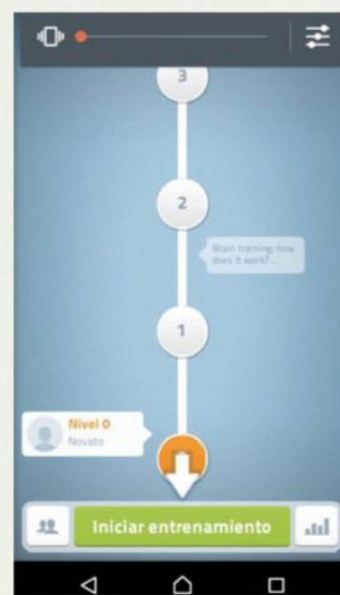 3
2
Brain training; how
does it work? ...
1
Nivel 0
Novato
Iniciar entrenamiento